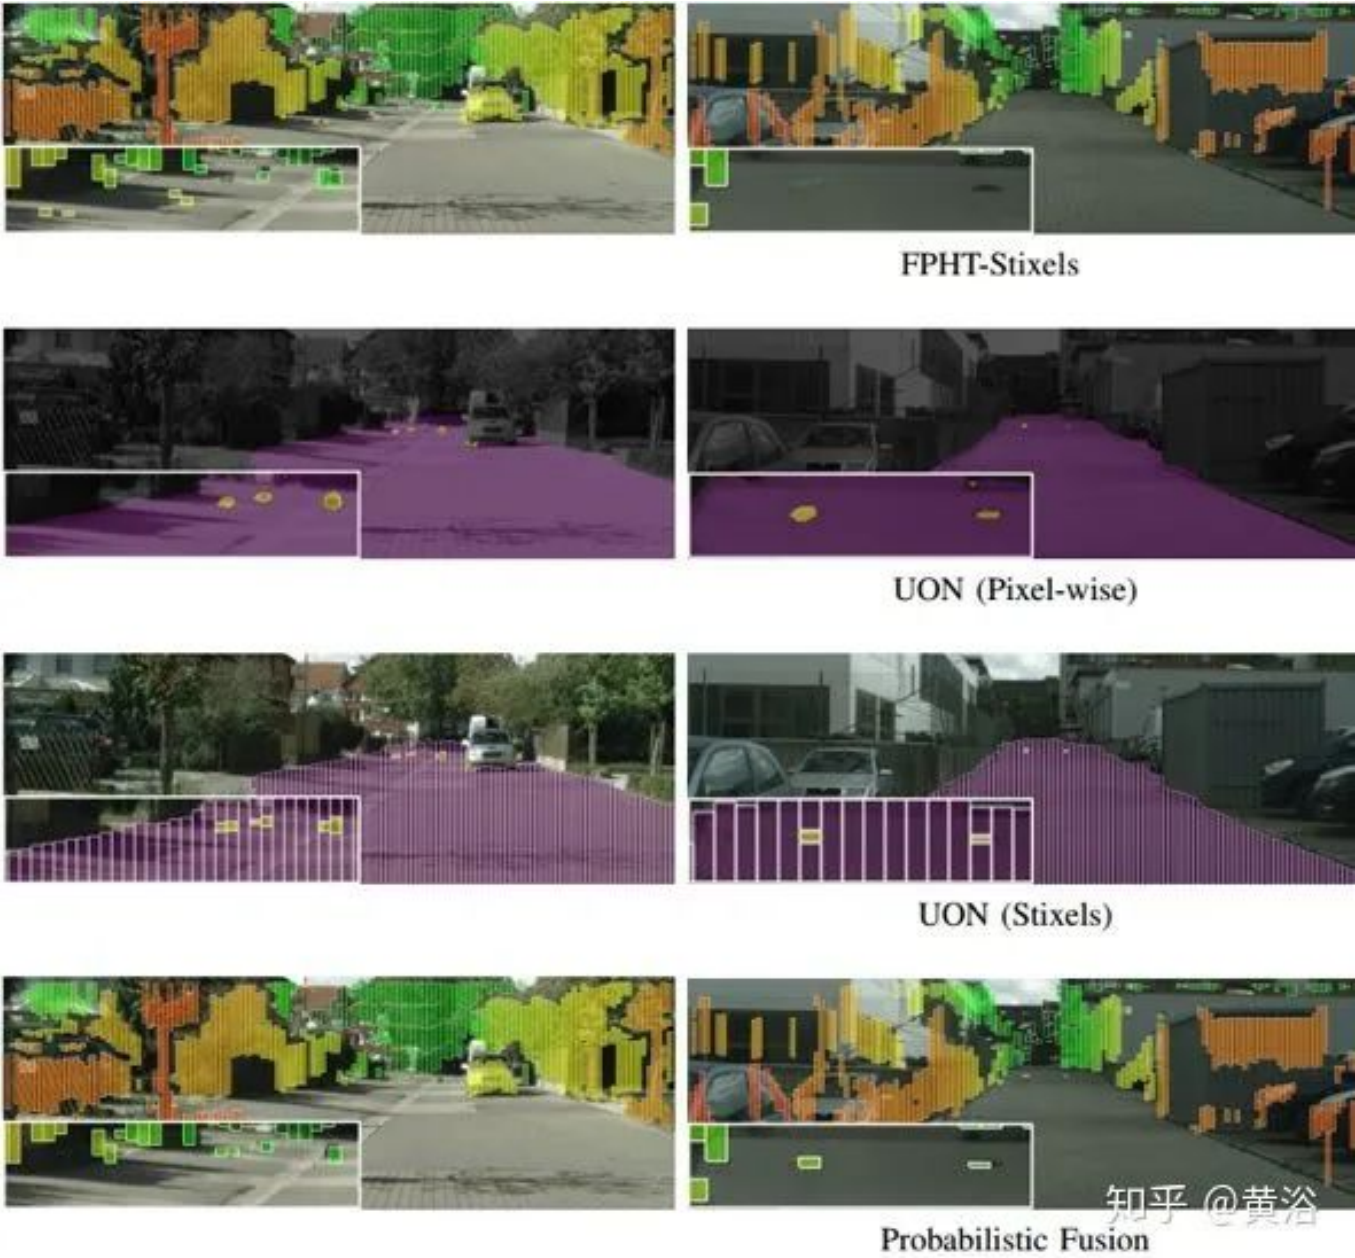 FPHT-Stixels
UON (Pixel-wise)
UON (Stixels)
知乎 @黄浴
Probabilistic Fusion